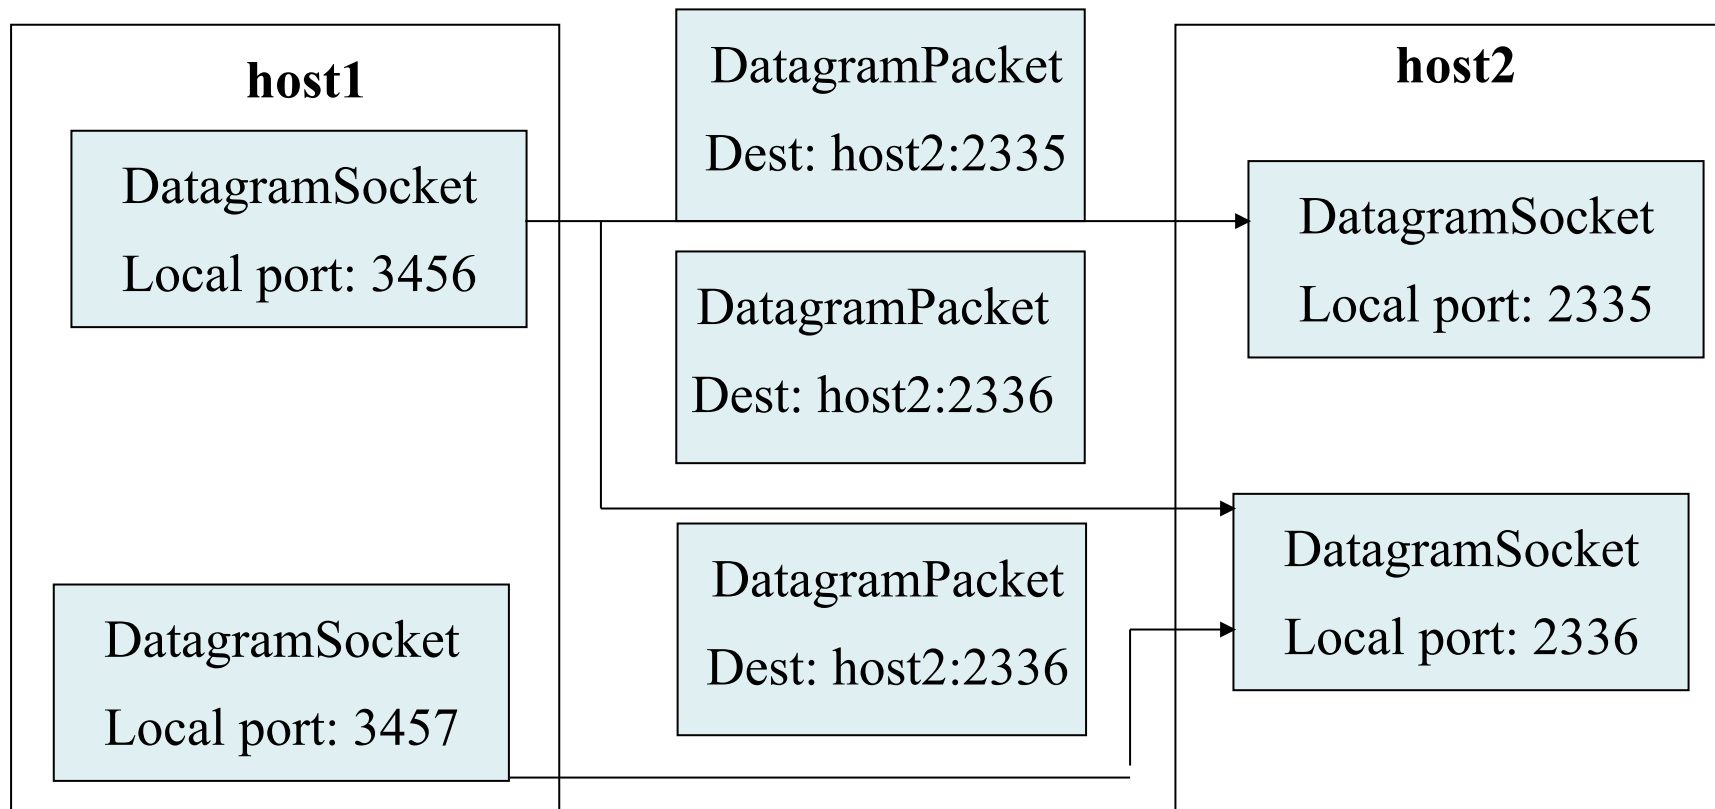 host1
DatagramSocket
Local port: 3456
DatagramSocket
Local port: 3457
DatagramPacket
Dest: host2:2335
DatagramPacket
Dest: host2:2336
DatagramPacket
Dest: host2:2336
host2
DatagramSocket
Local port: 2335
DatagramSocket
Local port: 2336